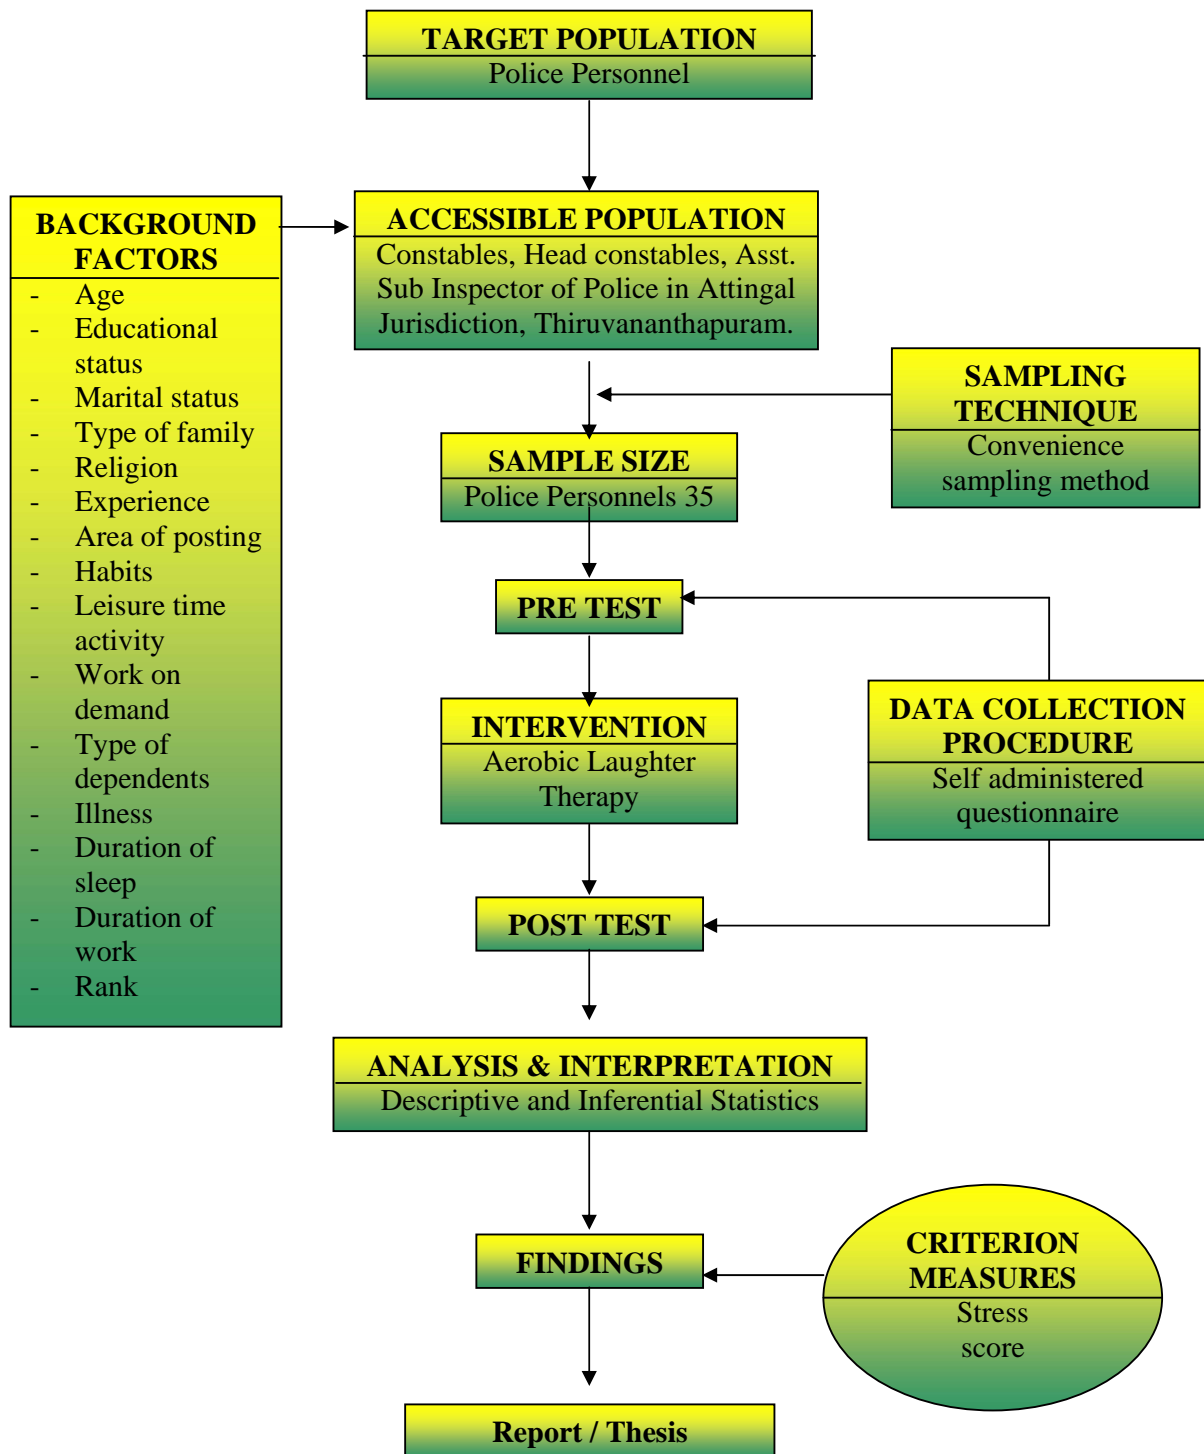 TARGET POPULATION
Police Personnel
BACKGROUND
FACTORS
- Age
- Educational
status
- Marital status
- Type of family
- Religion
- Experience
- Area of posting
- Habits
- Leisure time
activity
- Work on
demand
- Type of
dependents
- Illness
- Duration of
sleep
- Duration of
work
- Rank
ACCESSIBLE POPULATION
Constables, Head constables, Asst.
Sub Inspector of Police in Attingal
Jurisdiction, Thiruvananthapuram.
SAMPLING
TECHNIQUE
Convenience
sampling method
SAMPLE SIZE
Police Personnels 35
PRE TEST
INTERVENTION
Aerobic Laughter
Therapy
DATA COLLECTION
PROCEDURE
Self administered
questionnaire
POST TEST
ANALYSIS & INTERPRETATION
Descriptive and Inferential Statistics
FINDINGS
CRITERION
MEASURES
Stress
score
Report / Thesis